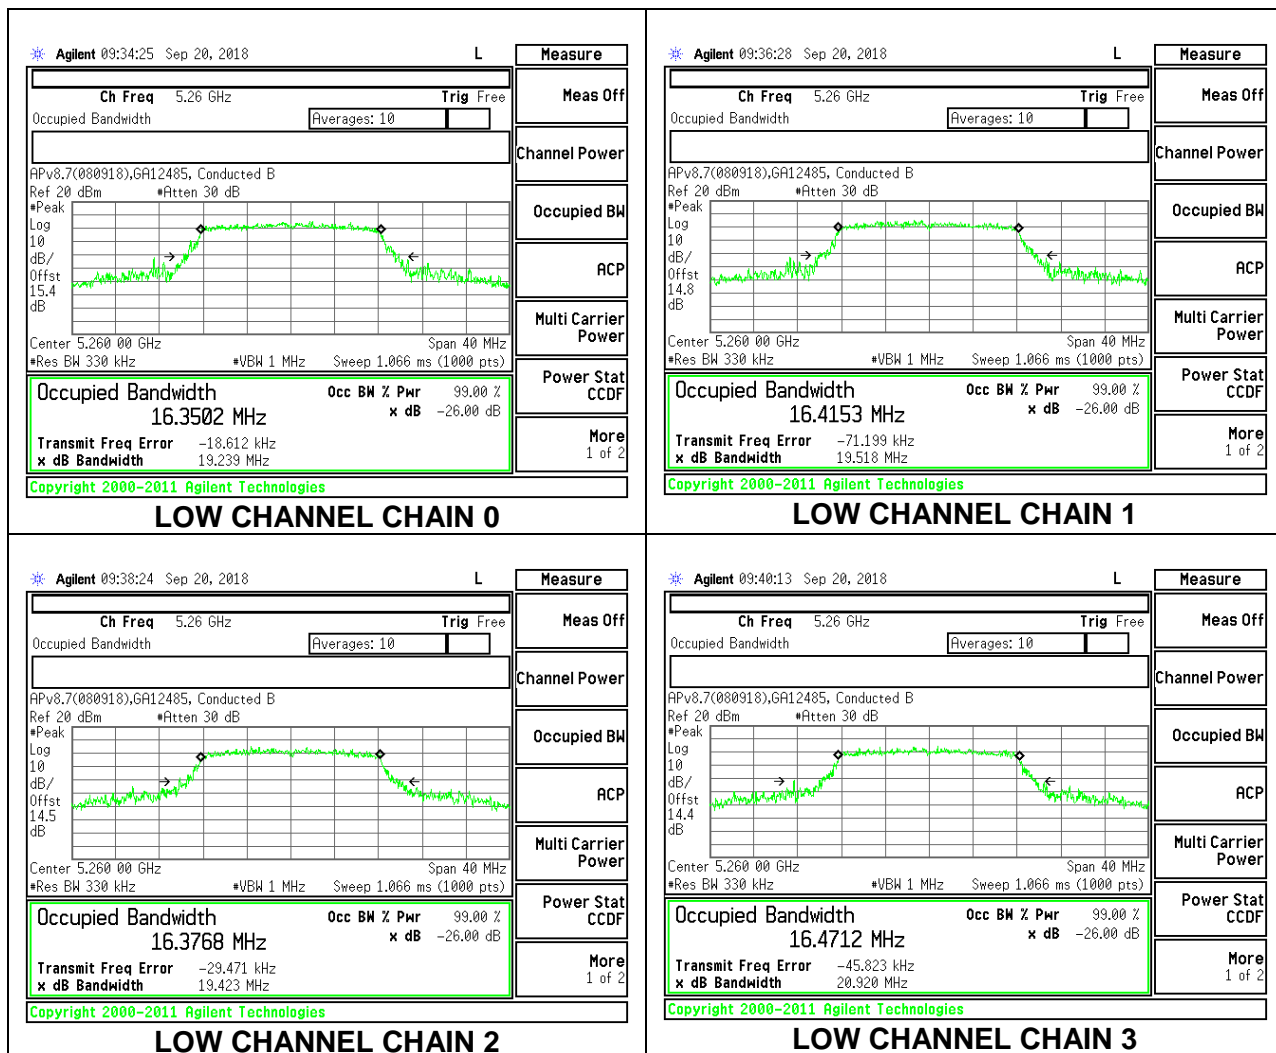 Agilent 09:34:25 Sep 20, 2018 L
Measure
Ch Freq 5.26 GHz Trig Free
Meas Off
Occupied Bandwidth Averages: 10
Channel Power
APv8.7(080918),GA12485, Conducted B
Ref 20 dBm #Atten 30 dB
#Peak
Occupied BW
Log
10
dB/
ACP
Offst
15.4
dB
Multi Carrier
Power
Center 5.260 00 GHz Span 40 MHz
#Res BW 330 kHz #VBW 1 MHz Sweep 1.066 ms (1000 pts)
Power Stat
CCDF
Occupied Bandwidth Occ BW % Pwr 99.00 %
16.3502 MHz x dB -26.00 dB
More
1 of 2
Transmit Freq Error -18.612 kHz
x dB Bandwidth 19.239 MHz
Copyright 2000-2011 Agilent Technologies
LOW CHANNEL CHAIN 0
Agilent 09:36:28 Sep 20, 2018 L
Measure
Ch Freq 5.26 GHz Trig Free
Meas Off
Occupied Bandwidth Averages: 10
Channel Power
APv8.7(080918),GA12485, Conducted B
Ref 20 dBm #Atten 30 dB
#Peak
Occupied BW
Log
10
dB/
ACP
Offst
14.8
dB
Multi Carrier
Power
Center 5.260 00 GHz Span 40 MHz
#Res BW 330 kHz #VBW 1 MHz Sweep 1.066 ms (1000 pts)
Power Stat
CCDF
Occupied Bandwidth Occ BW % Pwr 99.00 %
16.4153 MHz x dB -26.00 dB
More
1 of 2
Transmit Freq Error -71.199 kHz
x dB Bandwidth 19.518 MHz
Copyright 2000-2011 Agilent Technologies
LOW CHANNEL CHAIN 1
Agilent 09:38:24 Sep 20, 2018 L
Measure
Ch Freq 5.26 GHz Trig Free
Meas Off
Occupied Bandwidth Averages: 10
Channel Power
APv8.7(080918),GA12485, Conducted B
Ref 20 dBm #Atten 30 dB
#Peak
Occupied BW
Log
10
dB/
ACP
Offst
14.5
dB
Multi Carrier
Power
Center 5.260 00 GHz Span 40 MHz
#Res BW 330 kHz #VBW 1 MHz Sweep 1.066 ms (1000 pts)
Power Stat
CCDF
Occupied Bandwidth Occ BW % Pwr 99.00 %
16.3768 MHz x dB -26.00 dB
More
1 of 2
Transmit Freq Error -29.471 kHz
x dB Bandwidth 19.423 MHz
Copyright 2000-2011 Agilent Technologies
LOW CHANNEL CHAIN 2
Agilent 09:40:13 Sep 20, 2018 L
Measure
Ch Freq 5.26 GHz Trig Free
Meas Off
Occupied Bandwidth Averages: 10
Channel Power
APv8.7(080918),GA12485, Conducted B
Ref 20 dBm #Atten 30 dB
#Peak
Occupied BW
Log
10
dB/
ACP
Offst
14.4
dB
Multi Carrier
Power
Center 5.260 00 GHz Span 40 MHz
#Res BW 330 kHz #VBW 1 MHz Sweep 1.066 ms (1000 pts)
Power Stat
CCDF
Occupied Bandwidth Occ BW % Pwr 99.00 %
16.4712 MHz x dB -26.00 dB
More
1 of 2
Transmit Freq Error -45.823 kHz
x dB Bandwidth 20.920 MHz
Copyright 2000-2011 Agilent Technologies
LOW CHANNEL CHAIN 3